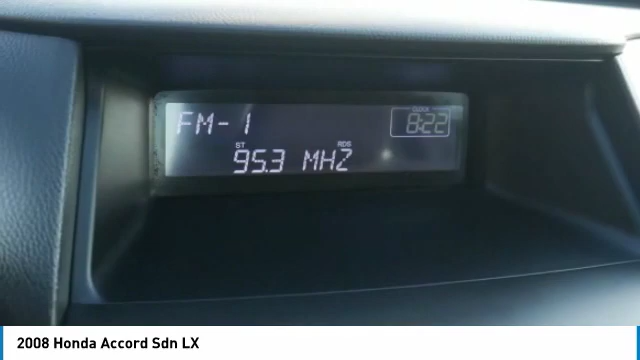 FM-1
CLOCK
8:22
ST
RDS
95.3 MHZ
2008 Honda Accord Sdn LX